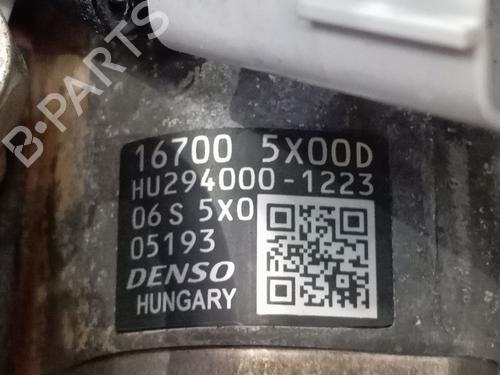 B-PARTS
16700 5X00D
HU294000-1223
06 S 5X0
05193
DENSO
HUNGARY